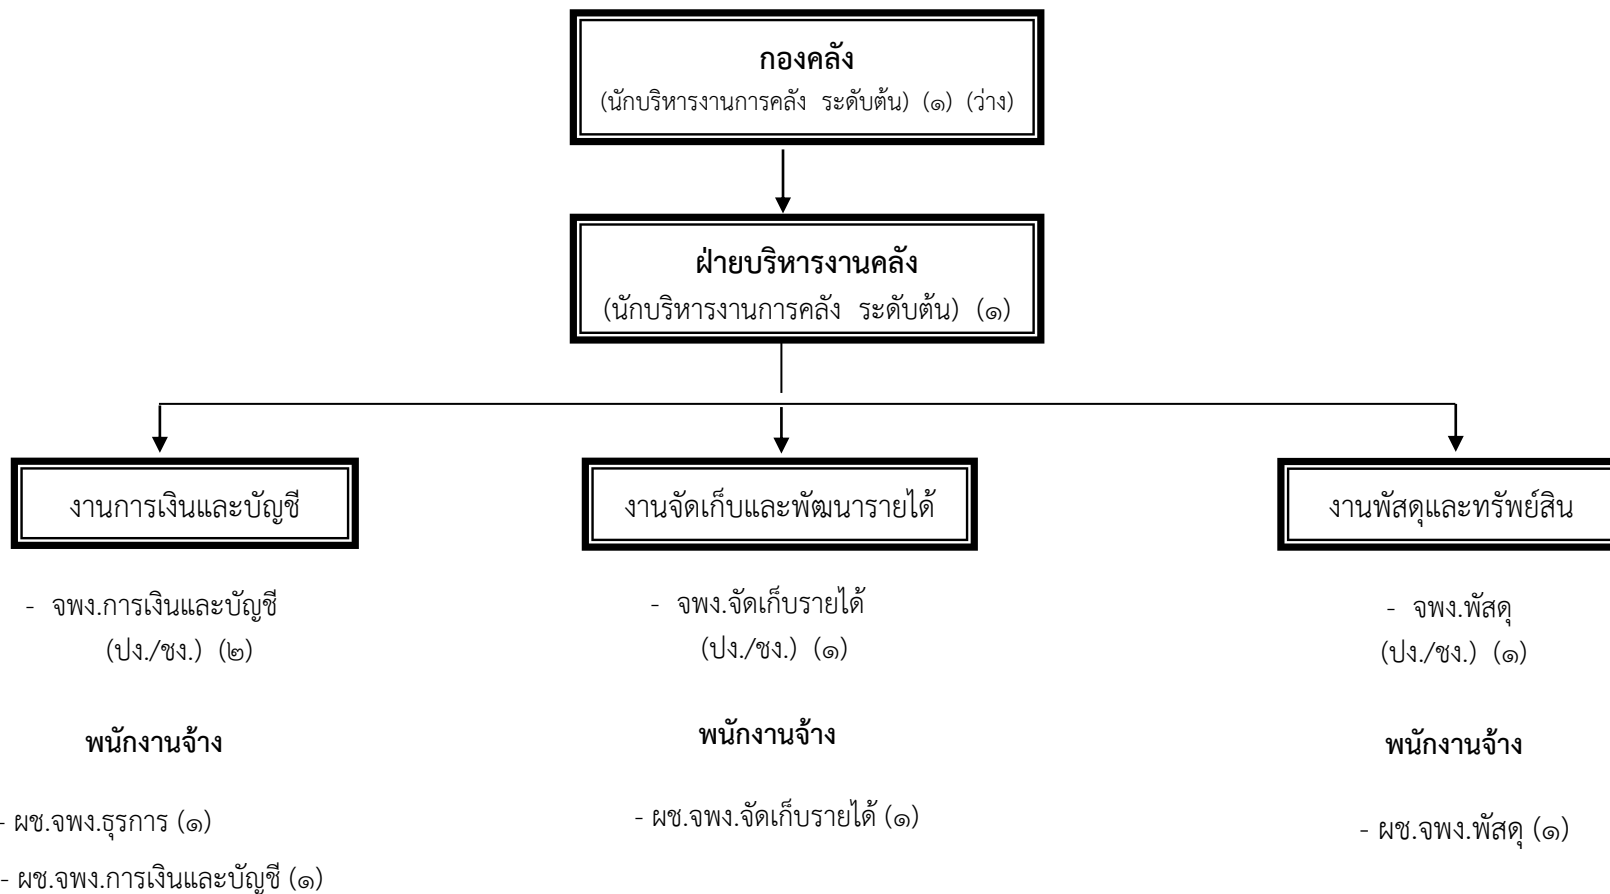 กองคลัง
(นักบริหารงานการคลัง ระดับต้น) (๑) (ว่าง)
ฝ่ายบริหารงานคลัง
(นักบริหารงานการคลัง ระดับต้น) (๑)
งานการเงินและบัญชี
- จพง.การเงินและบัญชี
(ปง./ชง.) (๒)
พนักงานจ้าง
- ผช.จพง.ธุรการ (๑)
- ผช.จพง.การเงินและบัญชี (๑)
งานจัดเก็บและพัฒนารายได้
- จพง.จัดเก็บรายได้
(ปง./ชง.) (๑)
พนักงานจ้าง
- ผช.จพง.จัดเก็บรายได้ (๑)
งานพัสดุและทรัพย์สิน
- จพง.พัสดุ
(ปง./ชง.) (๑)
พนักงานจ้าง
- ผช.จพง.พัสดุ (๑)